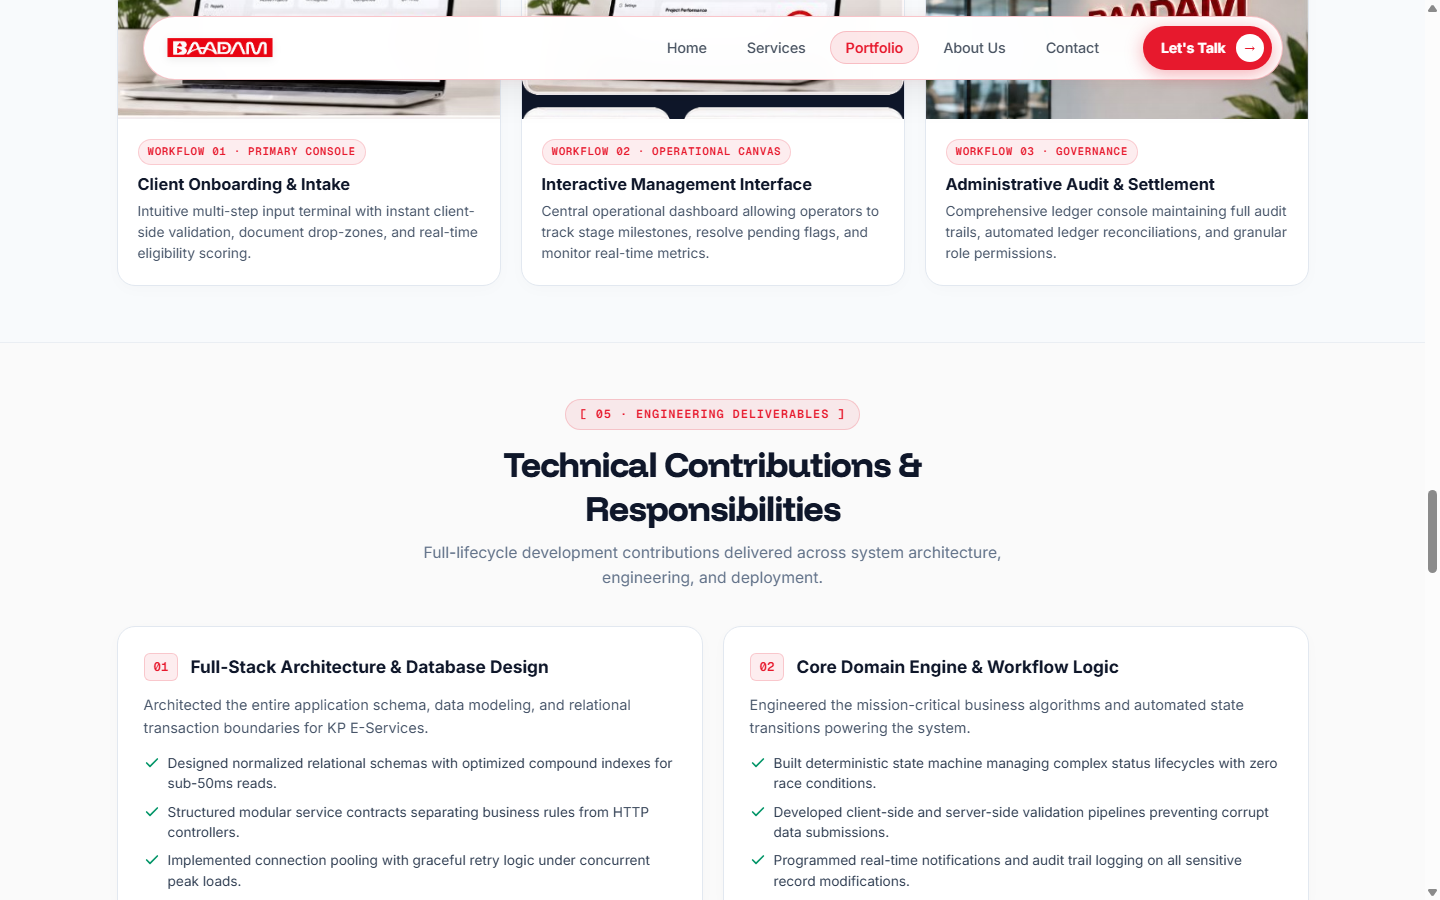 Reports
Settings
Project Performance
BAADAM
BAADAM
Home
Services
Portfolio
About Us
Contact
Let's Talk →
WORKFLOW 01 · PRIMARY CONSOLE
Client Onboarding & Intake
Intuitive multi-step input terminal with instant client-
side validation, document drop-zones, and real-time
eligibility scoring.
WORKFLOW 02 · OPERATIONAL CANVAS
Interactive Management Interface
Central operational dashboard allowing operators to
track stage milestones, resolve pending flags, and
monitor real-time metrics.
WORKFLOW 03 · GOVERNANCE
Administrative Audit & Settlement
Comprehensive ledger console maintaining full audit
trails, automated ledger reconciliations, and granular
role permissions.
[ 05 · ENGINEERING DELIVERABLES ]
Technical Contributions &
Responsibilities
Full-lifecycle development contributions delivered across system architecture,
engineering, and deployment.
01 Full-Stack Architecture & Database Design
Architected the entire application schema, data modeling, and relational
transaction boundaries for KP E-Services.
Designed normalized relational schemas with optimized compound indexes for
sub-50ms reads.
Structured modular service contracts separating business rules from HTTP
controllers.
Implemented connection pooling with graceful retry logic under concurrent
peak loads.
02 Core Domain Engine & Workflow Logic
Engineered the mission-critical business algorithms and automated state
transitions powering the system.
Built deterministic state machine managing complex status lifecycles with zero
race conditions.
Developed client-side and server-side validation pipelines preventing corrupt
data submissions.
Programmed real-time notifications and audit trail logging on all sensitive
record modifications.